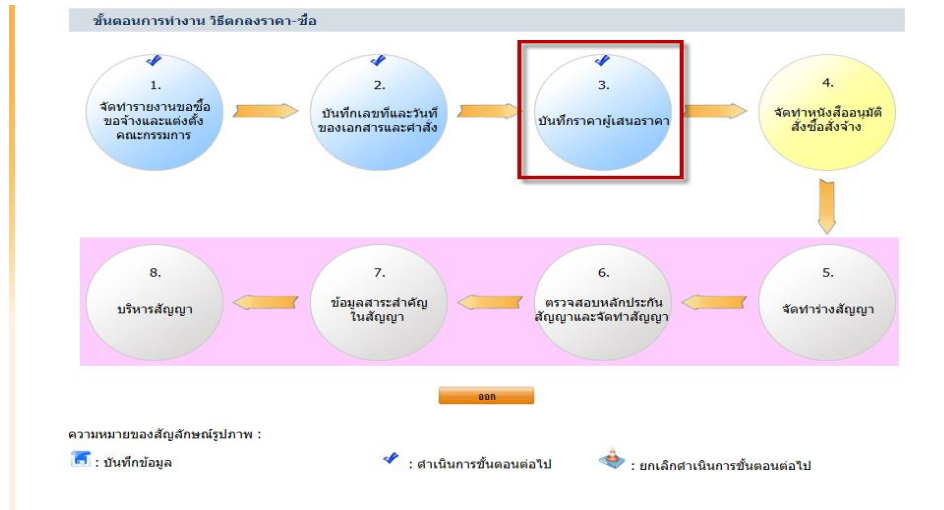 ขั้นตอนการทำงาน วิธีตกลงราคา-ซื้อ
1.
จัดทำรายงานขอซื้อ
ขอจ้างและแต่งตั้ง
คณะกรรมการ
2.
บันทึกเลขที่และวันที่
ของเอกสารและคำสั่ง
3.
บันทึกราคาผู้เสนอราคา
4.
จัดทำหนังสืออนุมัติ
สั่งซื้อสั่งจ้าง
8.
บริหารสัญญา
7.
ข้อมูลสาระสำคัญ
ในสัญญา
6.
ตรวจสอบหลักประกัน
สัญญาและจัดทำสัญญา
5.
จัดทำร่างสัญญา
ออก
ความหมายของสัญลักษณ์รูปภาพ :
: บันทึกข้อมูล
: ดำเนินการขั้นตอนต่อไป
: ยกเลิกดำเนินการขั้นตอนต่อไป